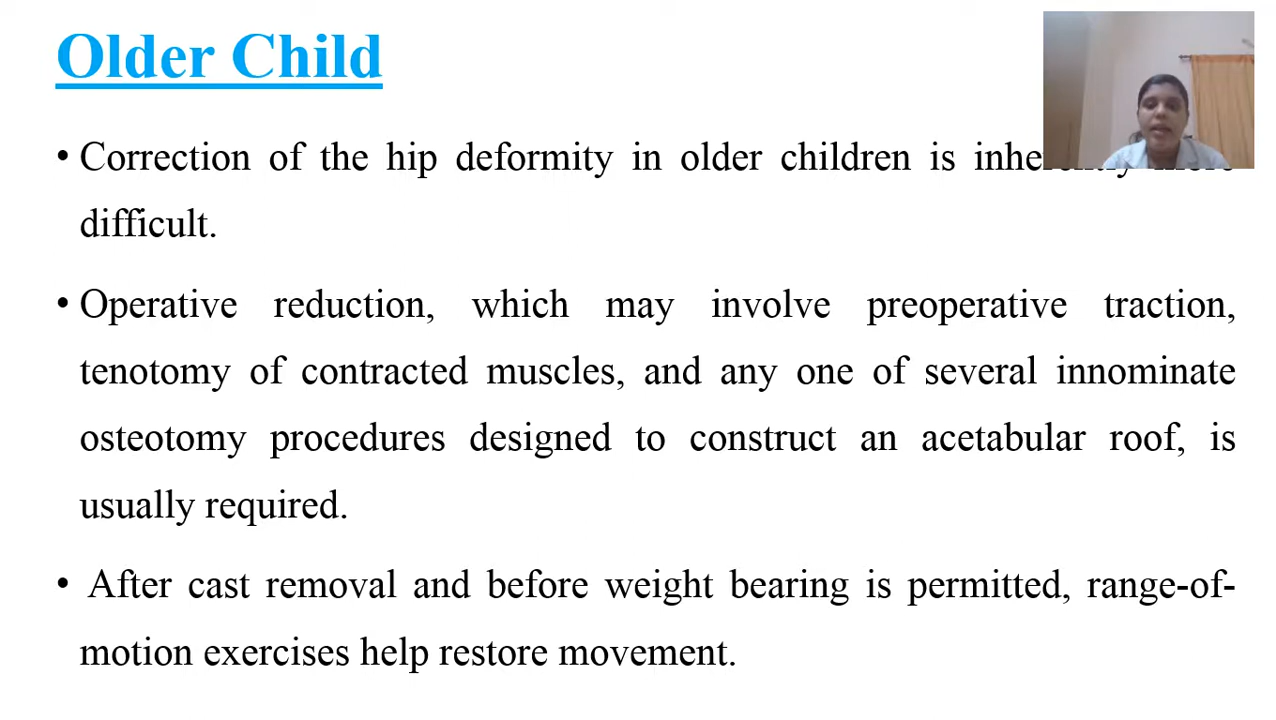 Older Child
• Correction of the hip deformity in older children is inherently more
difficult.
• Operative reduction, which may involve preoperative traction,
tenotomy of contracted muscles, and any one of several innominate
osteotomy procedures designed to construct an acetabular roof, is
usually required.
• After cast removal and before weight bearing is permitted, range-of-
motion exercises help restore movement.